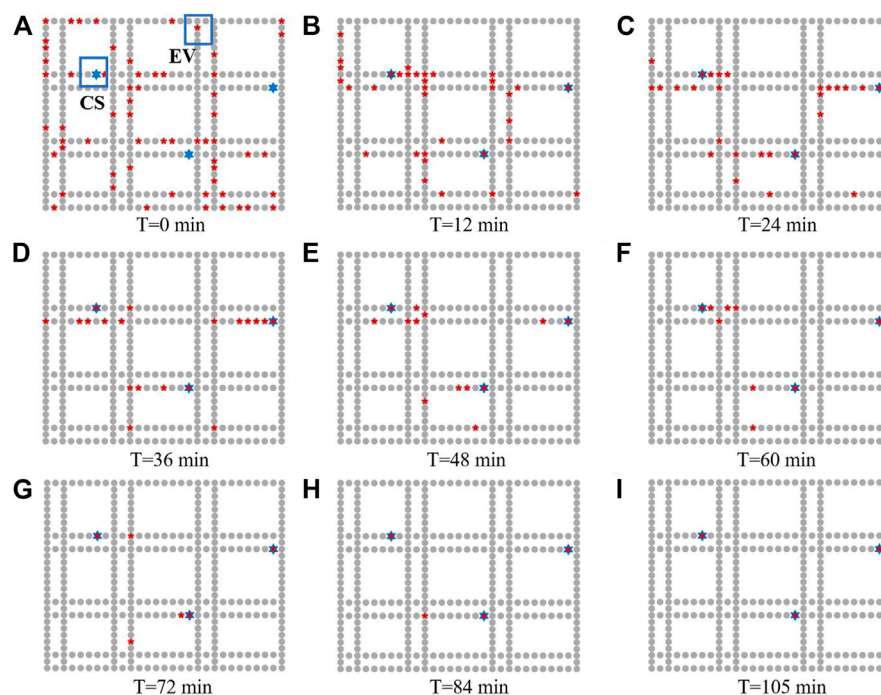 A
B
C
EV
CS
T=0 min
T=12 min
T=24 min
D
E
F
T=36 min
T=48 min
T=60 min
G
H
I
T=72 min
T=84 min
T=105 min